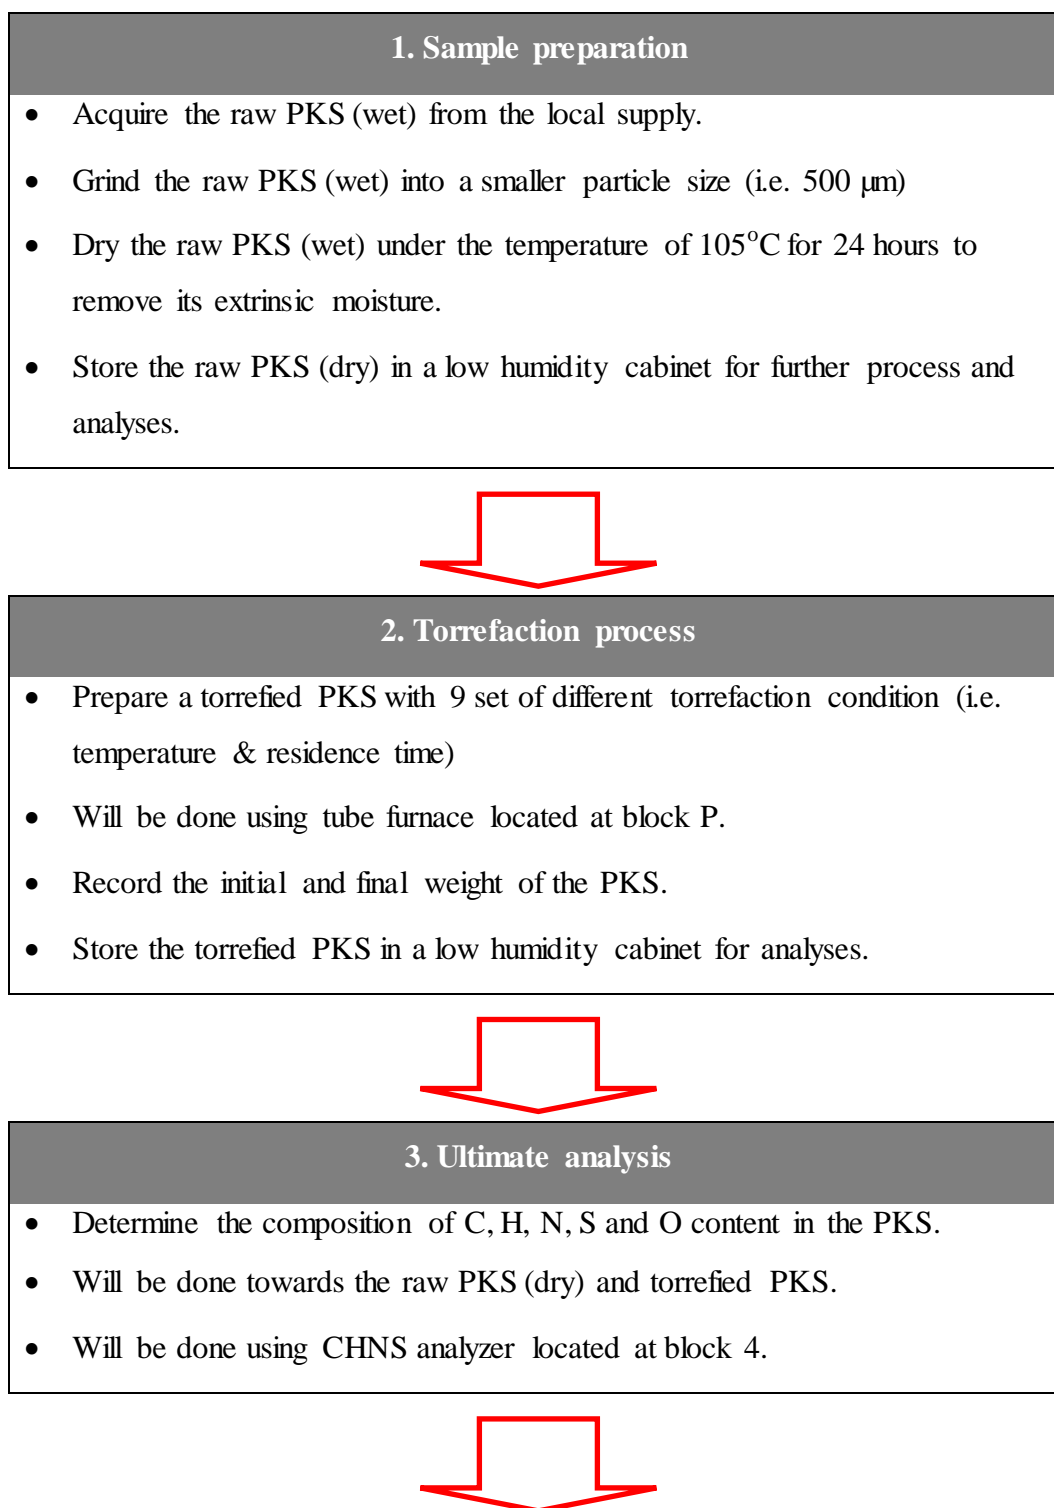 1. Sample preparation
• Acquire the raw PKS (wet) from the local supply.
• Grind the raw PKS (wet) into a smaller particle size (i.e. 500 μm)
• Dry the raw PKS (wet) under the temperature of 105°C for 24 hours to
remove its extrinsic moisture.
• Store the raw PKS (dry) in a low humidity cabinet for further process and
analyses.
2. Torrefaction process
• Prepare a torrefied PKS with 9 set of different torrefaction condition (i.e.
temperature & residence time)
• Will be done using tube furnace located at block P.
• Record the initial and final weight of the PKS.
• Store the torrefied PKS in a low humidity cabinet for analyses.
3. Ultimate analysis
• Determine the composition of C, H, N, S and O content in the PKS.
• Will be done towards the raw PKS (dry) and torrefied PKS.
• Will be done using CHNS analyzer located at block 4.